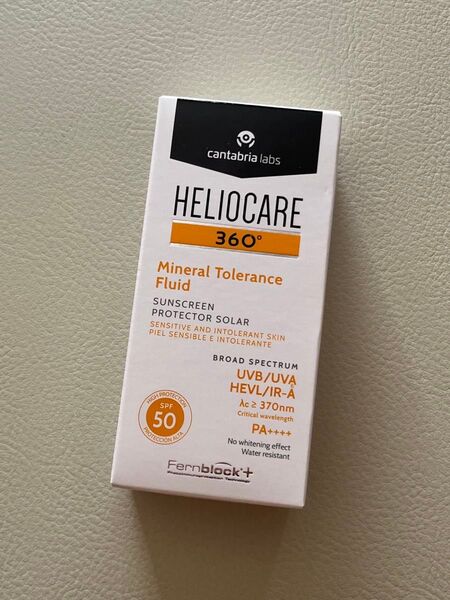 cantabria labs
HELIOCARE
360°
Mineral Tolerance
Fluid
SUNSCREEN
PROTECTOR SOLAR
SENSITIVE AND INTOLERANT SKIN
PIEL SENSIBLE E INTOLERANTE
BROAD SPECTRUM
UVB/UVA
HEVL/IR-A
λc ≥ 370nm
Critical wavelength
PA++++
No whitening effect
Water resistant
HIGH PROTECTION
SPF
50
PROTECCIÓN ALTA
Fernblock®+
Photoimmunoprotection Technology